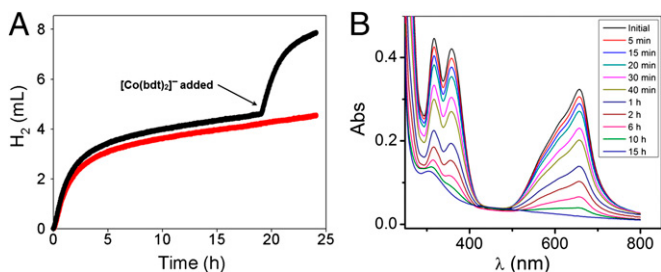 A
B
8
6
4
2
0
H₂ (mL)
[Co(bdt)₂]⁻ added
0 5 10 15 20 25
Time (h)
0.4
0.2
0.0
Abs
Initial
5 min
15 min
20 min
30 min
40 min
1 h
2 h
6 h
10 h
15 h
400 600 800
λ (nm)